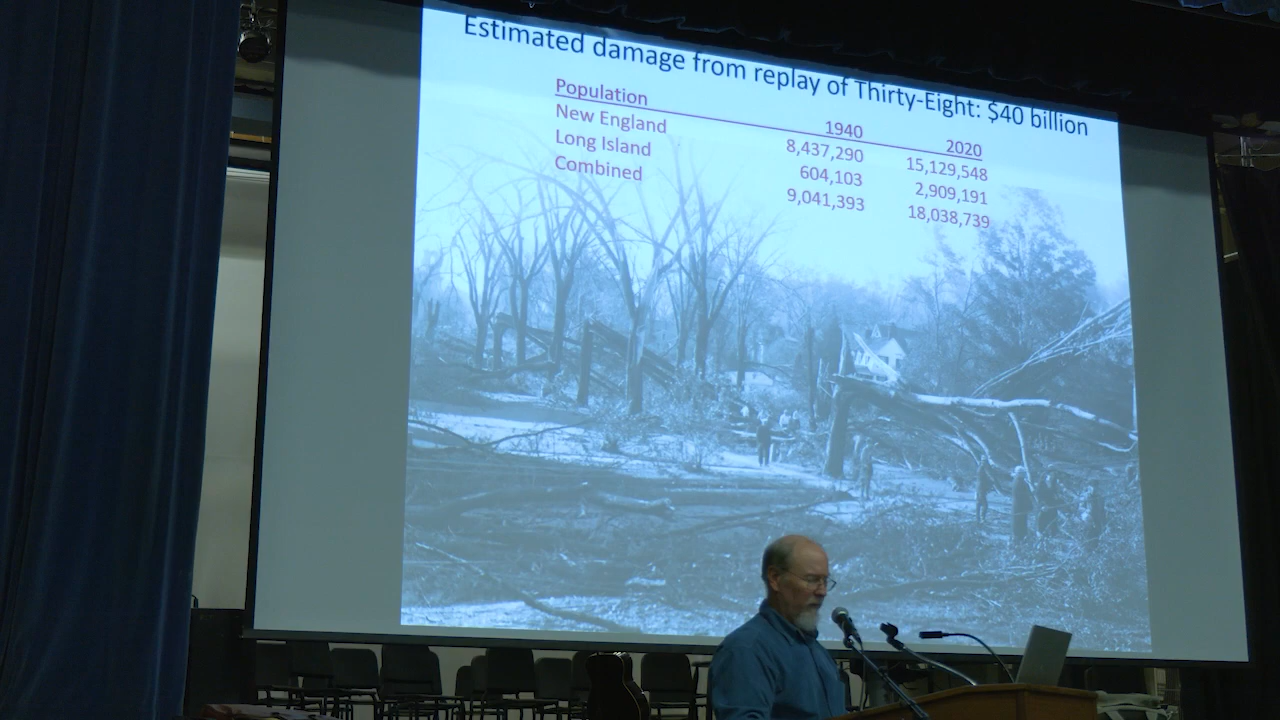 Estimated damage from replay of Thirty-Eight: $40 billion
Population 1940 2020
New England 8,437,290 15,129,548
Long Island 604,103 2,909,191
Combined 9,041,393 18,038,739